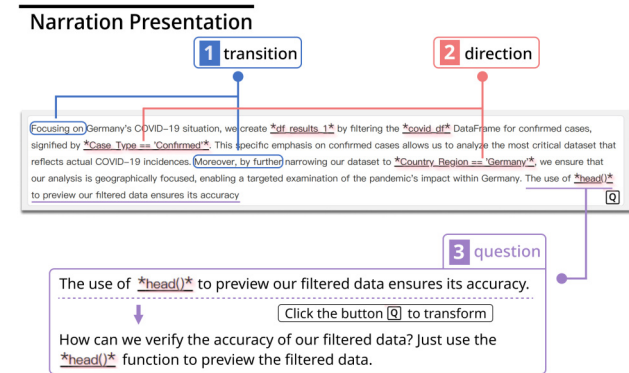 Narration Presentation
1 transition
2 direction
Focusing on Germany's COVID-19 situation, we create *df_results_1* by filtering the *covid_df* DataFrame for confirmed cases,
signified by *Case_Type == 'Confirmed'*. This specific emphasis on confirmed cases allows us to analyze the most critical dataset that
reflects actual COVID-19 incidences. Moreover, by further narrowing our dataset to *Country_Region == 'Germany'*, we ensure that
our analysis is geographically focused, enabling a targeted examination of the pandemic's impact within Germany. The use of *head()*
to preview our filtered data ensures its accuracy
Q
3 question
The use of *head()* to preview our filtered data ensures its accuracy.
Click the button Q to transform
How can we verify the accuracy of our filtered data? Just use the
*head()* function to preview the filtered data.